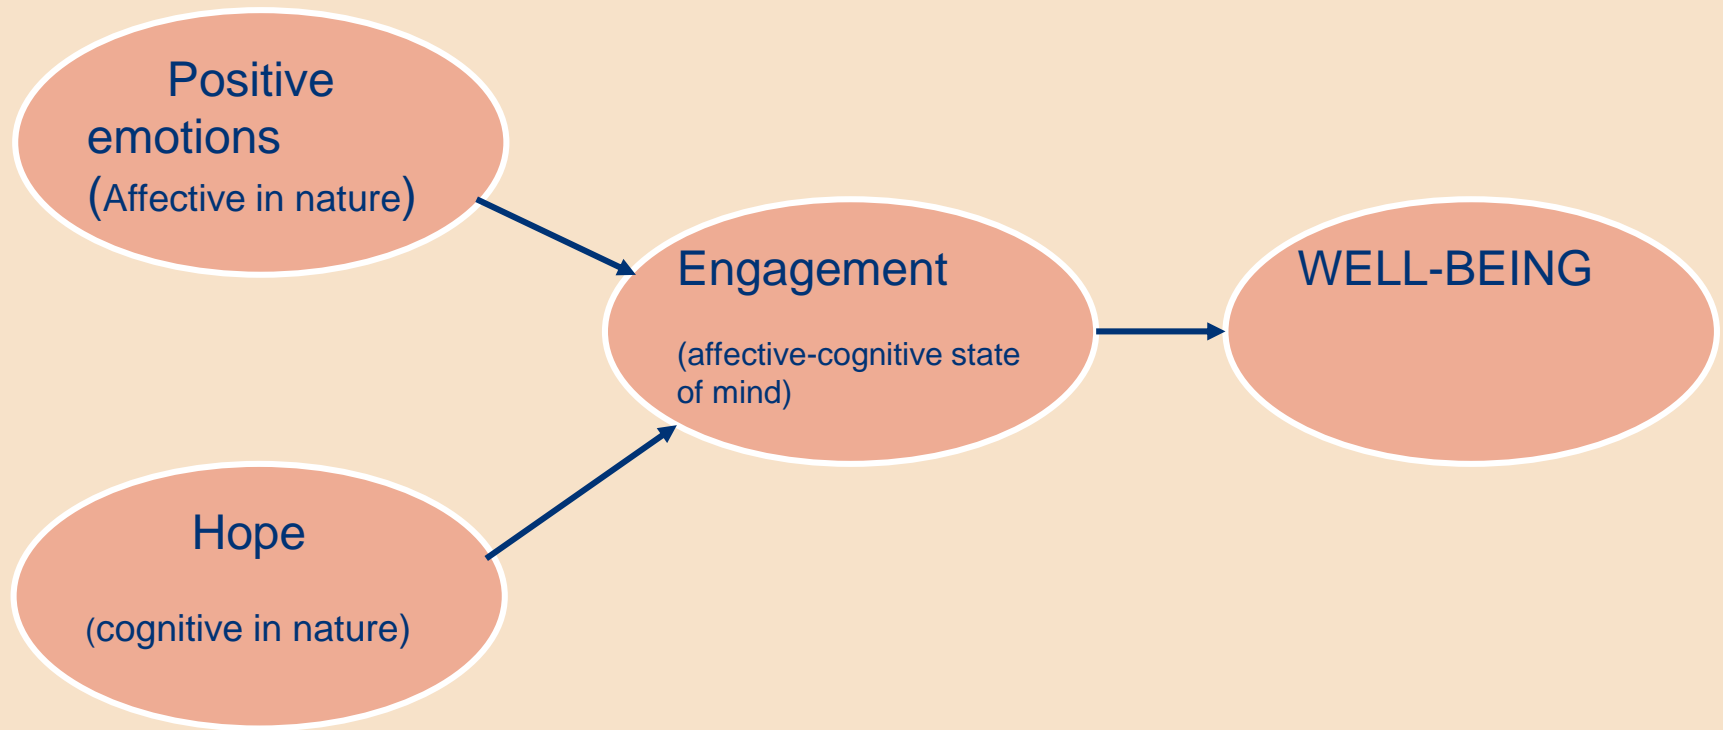 Positive
emotions
(Affective in nature)
Engagement
(affective-cognitive state
of mind)
WELL-BEING
Hope
(cognitive in nature)